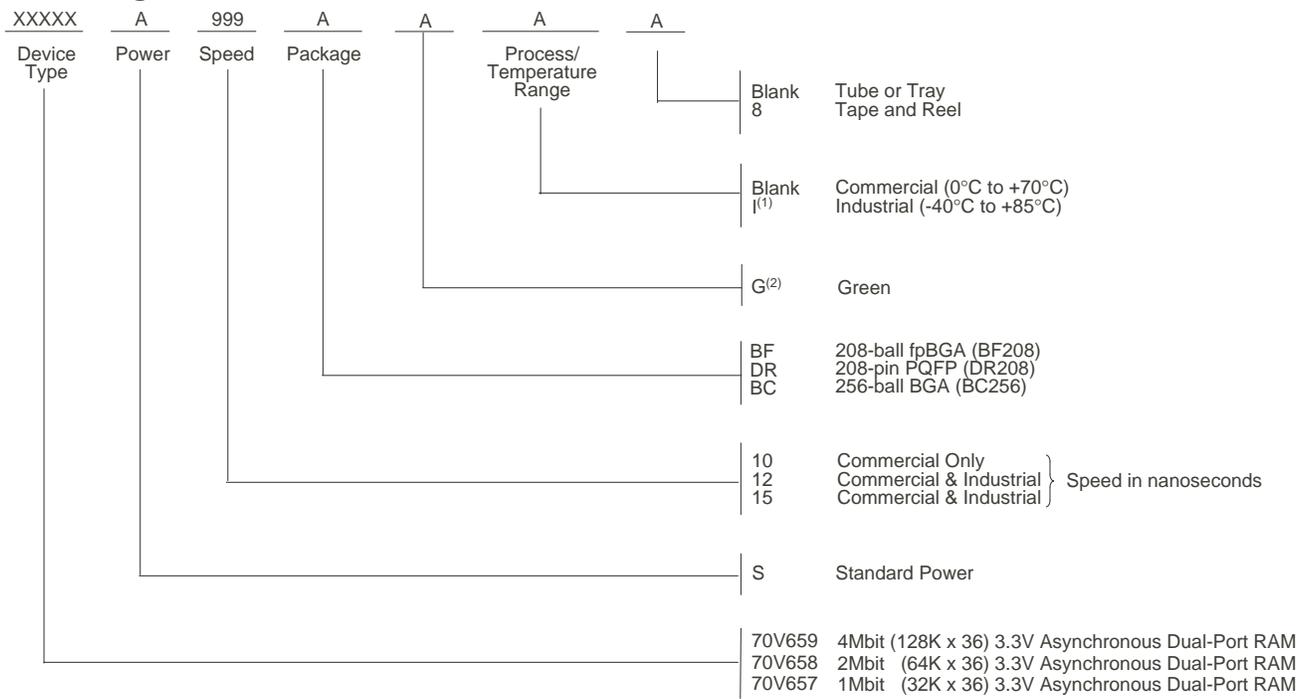 XXXXX A 999 A A A A
Device Type
Power
Speed
Package
Process/
Temperature
Range
Blank Tube or Tray
8 Tape and Reel
Blank Commercial (0°C to +70°C)
I(1) Industrial (-40°C to +85°C)
G(2) Green
BF 208-ball fpBGA (BF208)
DR 208-pin PQFP (DR208)
BC 256-ball BGA (BC256)
10 Commercial Only
12 Commercial & Industrial
15 Commercial & Industrial
Speed in nanoseconds
S Standard Power
70V659 4Mbit (128K x 36) 3.3V Asynchronous Dual-Port RAM
70V658 2Mbit (64K x 36) 3.3V Asynchronous Dual-Port RAM
70V657 1Mbit (32K x 36) 3.3V Asynchronous Dual-Port RAM